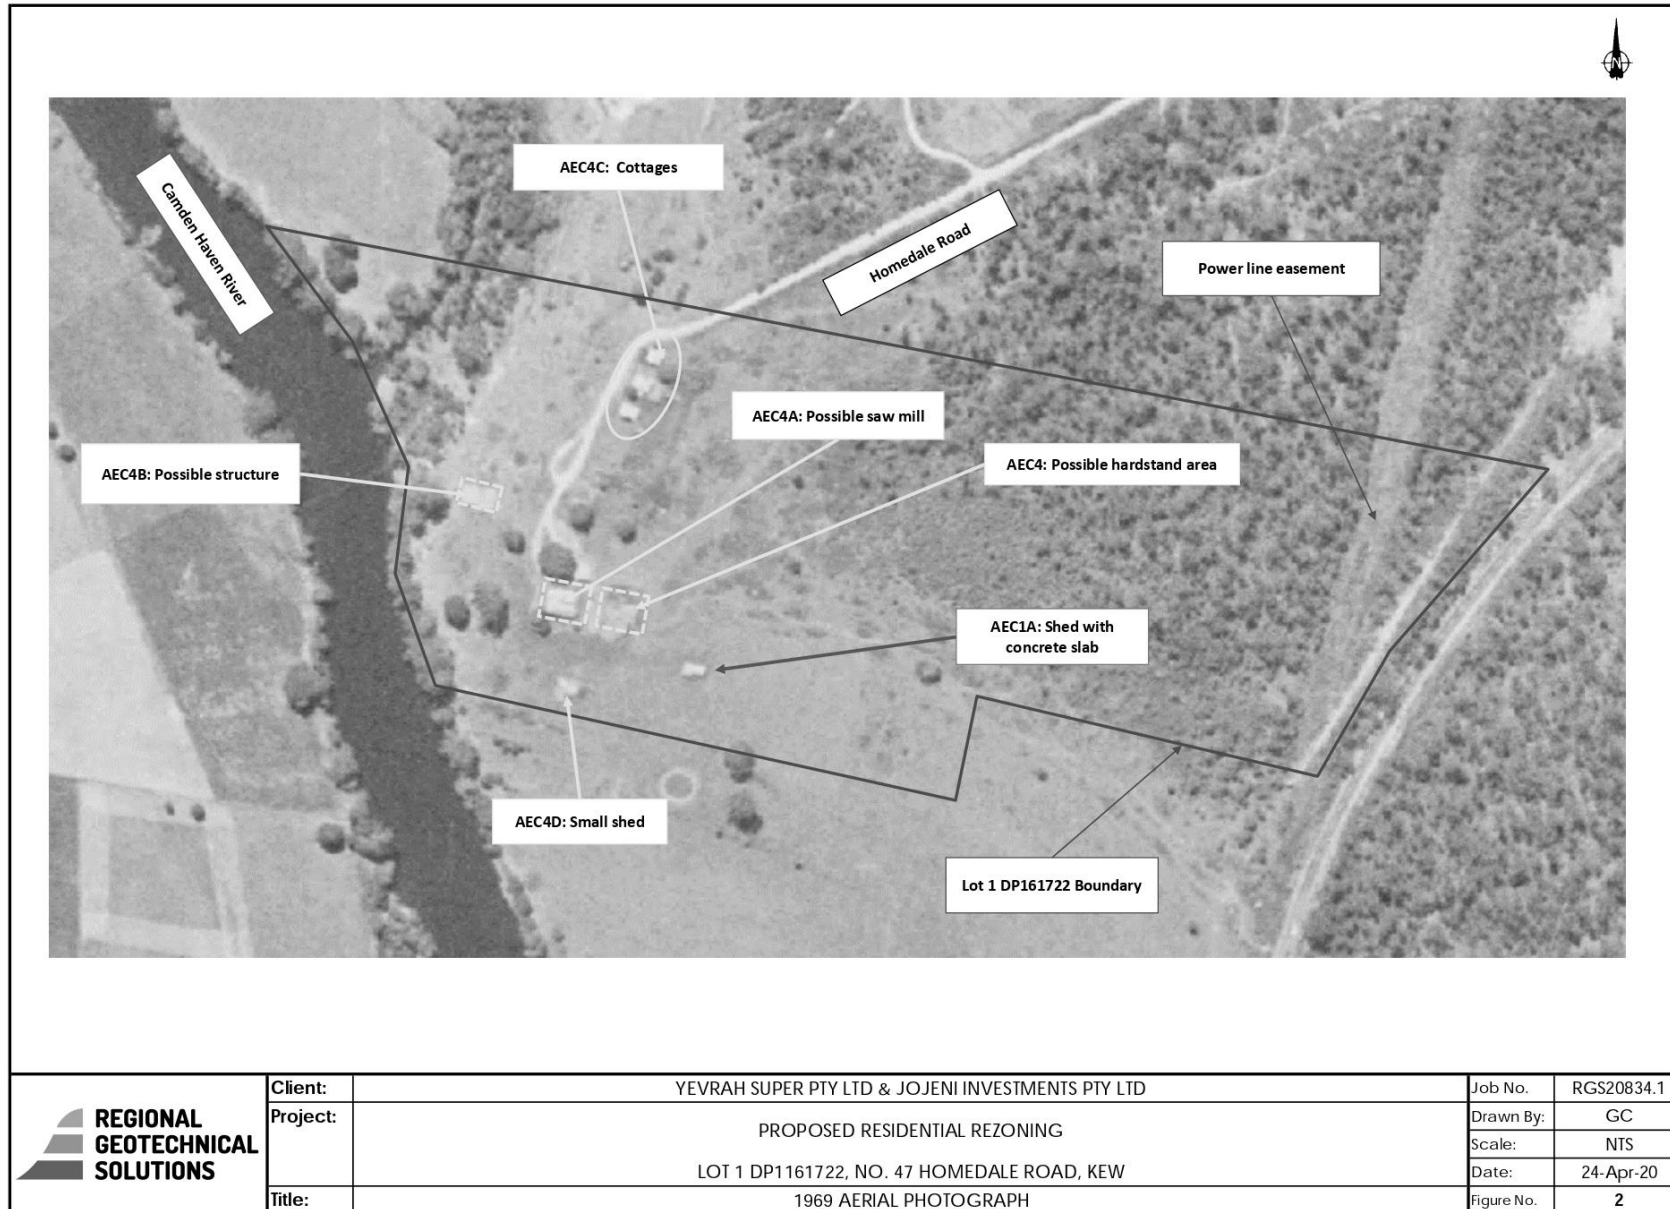 N
AEC4C: Cottages
Camden Haven River
Homedale Road
Power line easement
AEC4A: Possible saw mill
AEC4B: Possible structure
AEC4: Possible hardstand area
AEC1A: Shed with
concrete slab
AEC4D: Small shed
Lot 1 DP161722 Boundary
REGIONAL
GEOTECHNICAL
SOLUTIONS
Client:
YEVRAH SUPER PTY LTD & JOJENI INVESTMENTS PTY LTD
Job No.
RGS20834.1
Project:
PROPOSED RESIDENTIAL REZONING
Drawn By:
GC
Scale:
NTS
LOT 1 DP1161722, NO. 47 HOMEDALE ROAD, KEW
Date:
24-Apr-20
Title:
1969 AERIAL PHOTOGRAPH
Figure No.
2